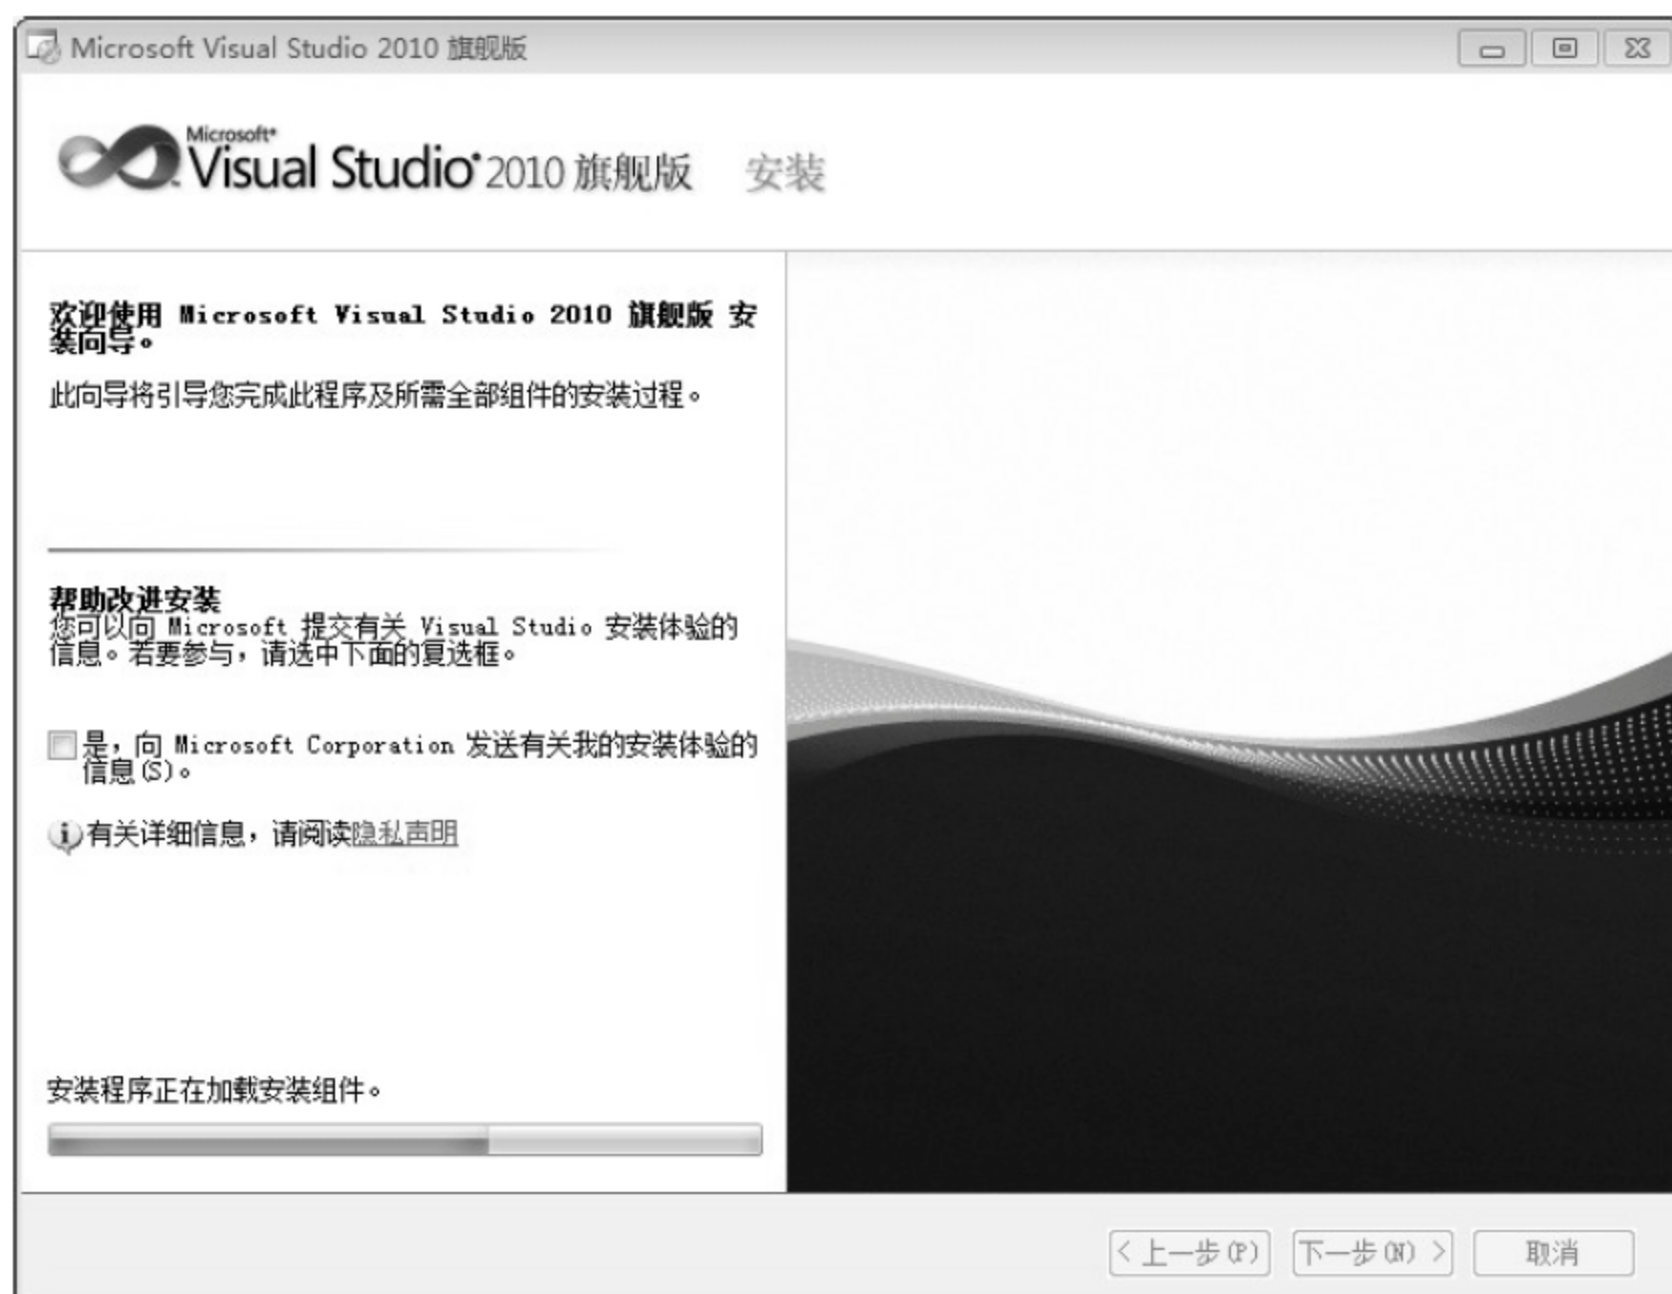 Microsoft Visual Studio 2010 旗舰版
Microsoft
Visual Studio 2010 旗舰版 安装
欢迎使用 Microsoft Visual Studio 2010 旗舰版 安
装向导。
此向导将引导您完成此程序及所需全部组件的安装过程。
帮助改进安装
您可以向 Microsoft 提交有关 Visual Studio 安装体验的
信息。若要参与，请选中下面的复选框。
是，向 Microsoft Corporation 发送有关我的安装体验的
信息(S)。
有关详细信息，请阅读隐私声明
安装程序正在加载安装组件。
< 上一步(P) 下一步(N) > 取消